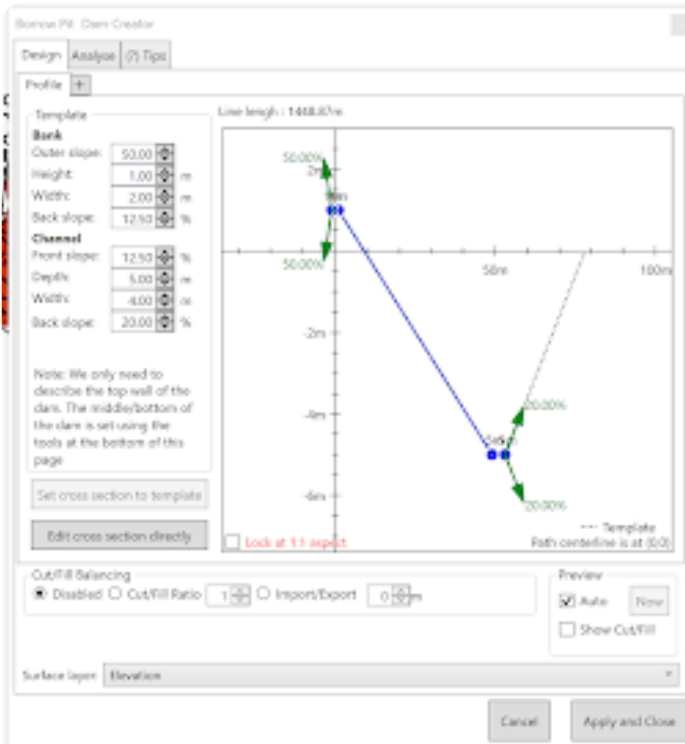 Borrow Pit Dam Creator
Design Analyse (?) Tips
Profile +
Template
Bank
Outer slope: 50.00
Height: 1.00 m
Width: 2.00 m
Back slope: 12.50 %
Channel
Front slope: 12.50 %
Depth: 5.00 m
Width: 4.00 m
Back slope: 20.00 %
Note: We only need to
describe the top wall of the
dam. The middle/bottom of
the dam is set using the
tools at the bottom of this
page
Set cross section to template
Edit cross section directly
Line lengh : 1448.87m
50.00%
2m
50.00%
50m
100m
-2m
-4m
20.00%
-6m
20.00%
--- Template
Lock at 1:1 aspect
Path centerline is at (0,0)
Cut/Fill Balancing
Disabled Cut/Fill Ratio 1 Import/Export 0 m
Preview
Auto Now
Show Cut/Fill
Surface layer: Elevation
Cancel Apply and Close